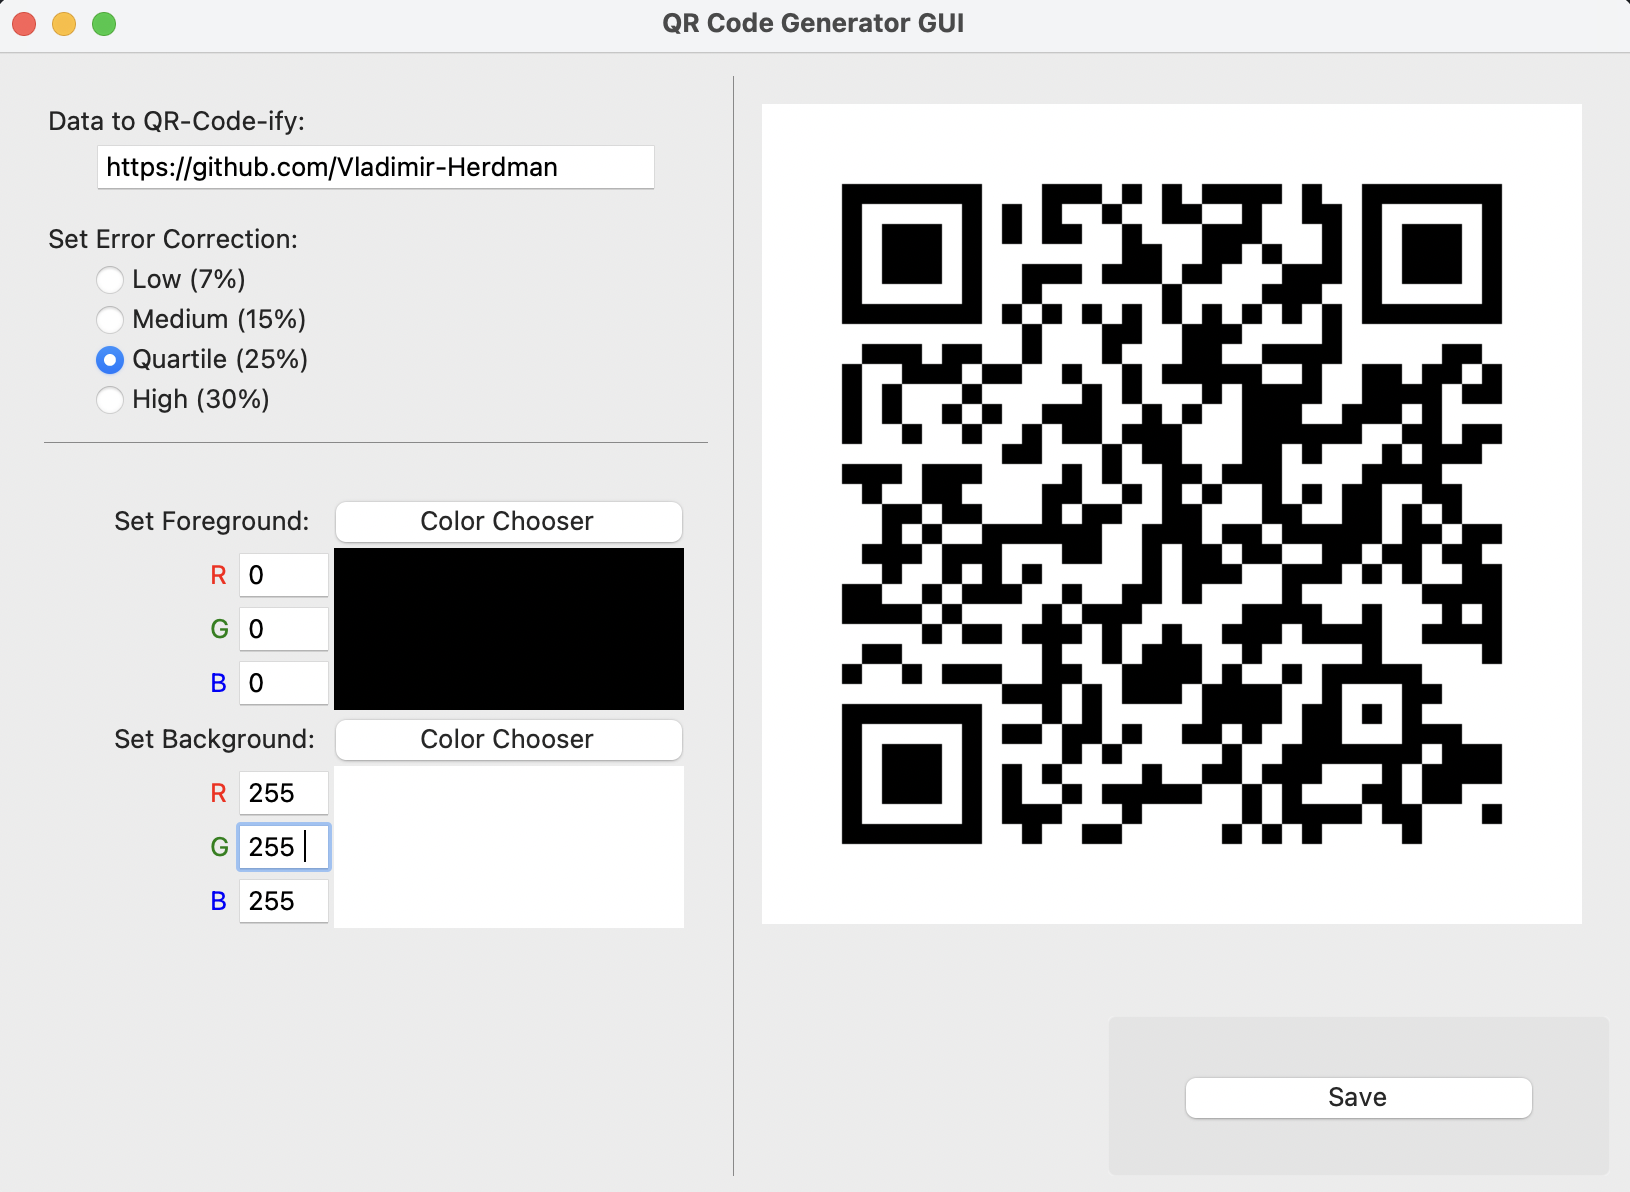 QR Code Generator GUI
Data to QR-Code-ify:
https://github.com/Vladimir-Herdman
Set Error Correction:
Low (7%)
Medium (15%)
Quartile (25%)
High (30%)
Set Foreground:
Color Chooser
R 0
G 0
B 0
Set Background:
Color Chooser
R 255
G 255
B 255
Save